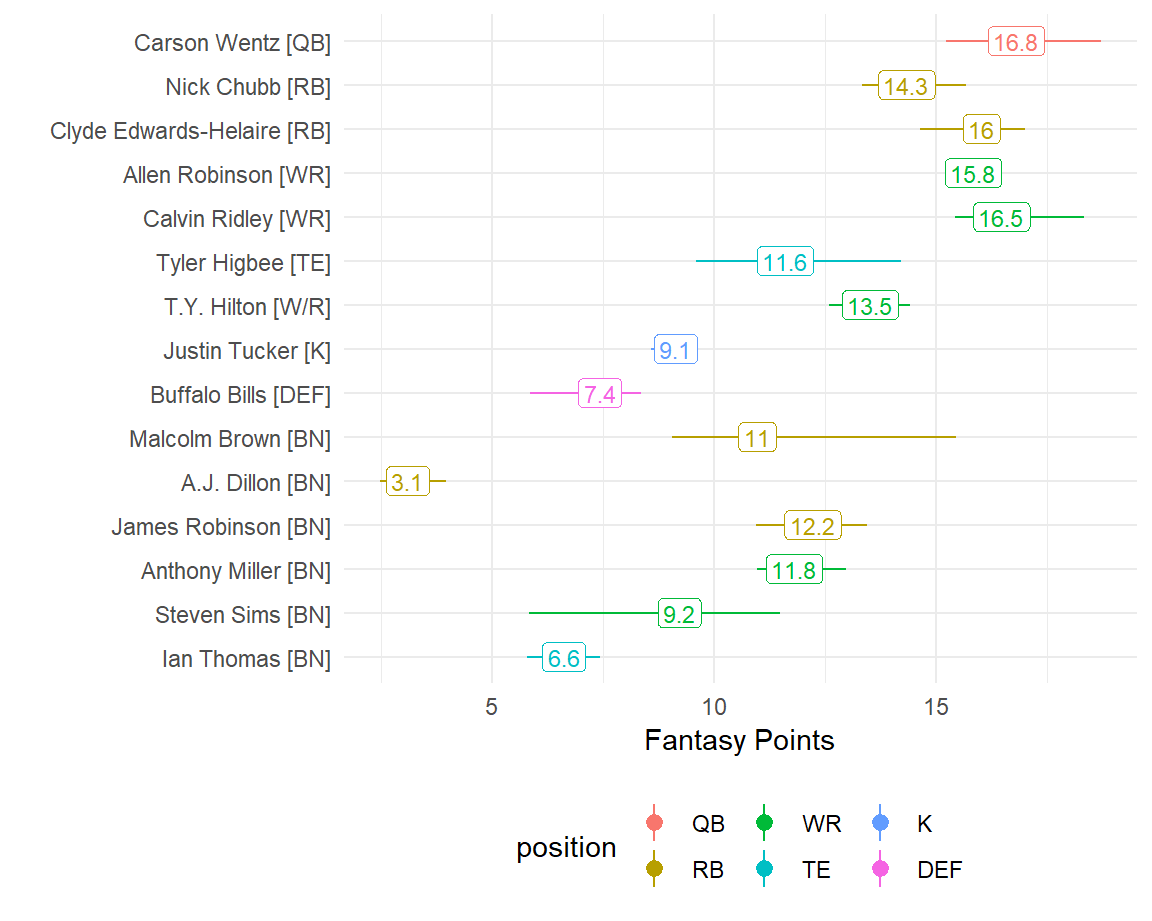 Carson Wentz [QB] 16.8
Nick Chubb [RB] 14.3
Clyde Edwards-Helaire [RB] 16
Allen Robinson [WR] 15.8
Calvin Ridley [WR] 16.5
Tyler Higbee [TE] 11.6
T.Y. Hilton [W/R] 13.5
Justin Tucker [K] 9.1
Buffalo Bills [DEF] 7.4
Malcolm Brown [BN] 11
A.J. Dillon [BN] 3.1
James Robinson [BN] 12.2
Anthony Miller [BN] 11.8
Steven Sims [BN] 9.2
Ian Thomas [BN] 6.6
5 10 15
Fantasy Points
position
QB WR K
RB TE DEF